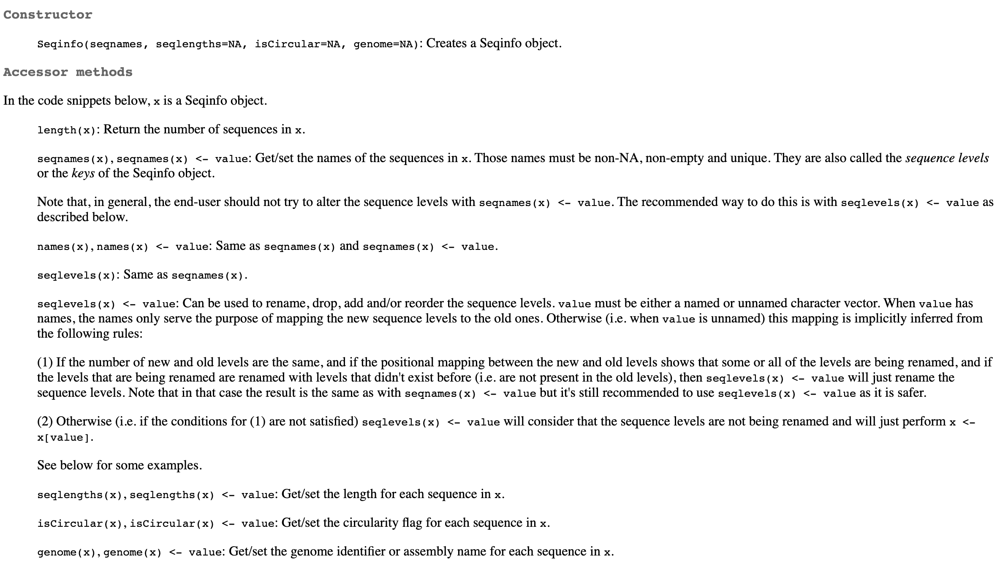 Constructor
Seqinfo(seqnames, seqlengths=NA, isCircular=NA, genome=NA): Creates a Seqinfo object.
Accessor methods
In the code snippets below, x is a Seqinfo object.
length(x): Return the number of sequences in x.
seqnames(x), seqnames(x) <- value: Get/set the names of the sequences in x. Those names must be non-NA, non-empty and unique. They are also called the sequence levels
or the keys of the Seqinfo object.
Note that, in general, the end-user should not try to alter the sequence levels with seqnames(x) <- value. The recommended way to do this is with seqlevels(x) <- value as
described below.
names(x), names(x) <- value: Same as seqnames(x) and seqnames(x) <- value.
seqlevels(x): Same as seqnames(x).
seqlevels(x) <- value: Can be used to rename, drop, add and/or reorder the sequence levels. value must be either a named or unnamed character vector. When value has
names, the names only serve the purpose of mapping the new sequence levels to the old ones. Otherwise (i.e. when value is unnamed) this mapping is implicitly inferred from
the following rules:
(1) If the number of new and old levels are the same, and if the positional mapping between the new and old levels shows that some or all of the levels are being renamed, and if
the levels that are being renamed are renamed with levels that didn't exist before (i.e. are not present in the old levels), then seqlevels(x) <- value will just rename the
sequence levels. Note that in that case the result is the same as with seqnames(x) <- value but it's still recommended to use seqlevels(x) <- value as it is safer.
(2) Otherwise (i.e. if the conditions for (1) are not satisfied) seqlevels(x) <- value will consider that the sequence levels are not being renamed and will just perform x <-
x[value].
See below for some examples.
seqlengths(x), seqlengths(x) <- value: Get/set the length for each sequence in x.
isCircular(x), isCircular(x) <- value: Get/set the circularity flag for each sequence in x.
genome(x), genome(x) <- value: Get/set the genome identifier or assembly name for each sequence in x.